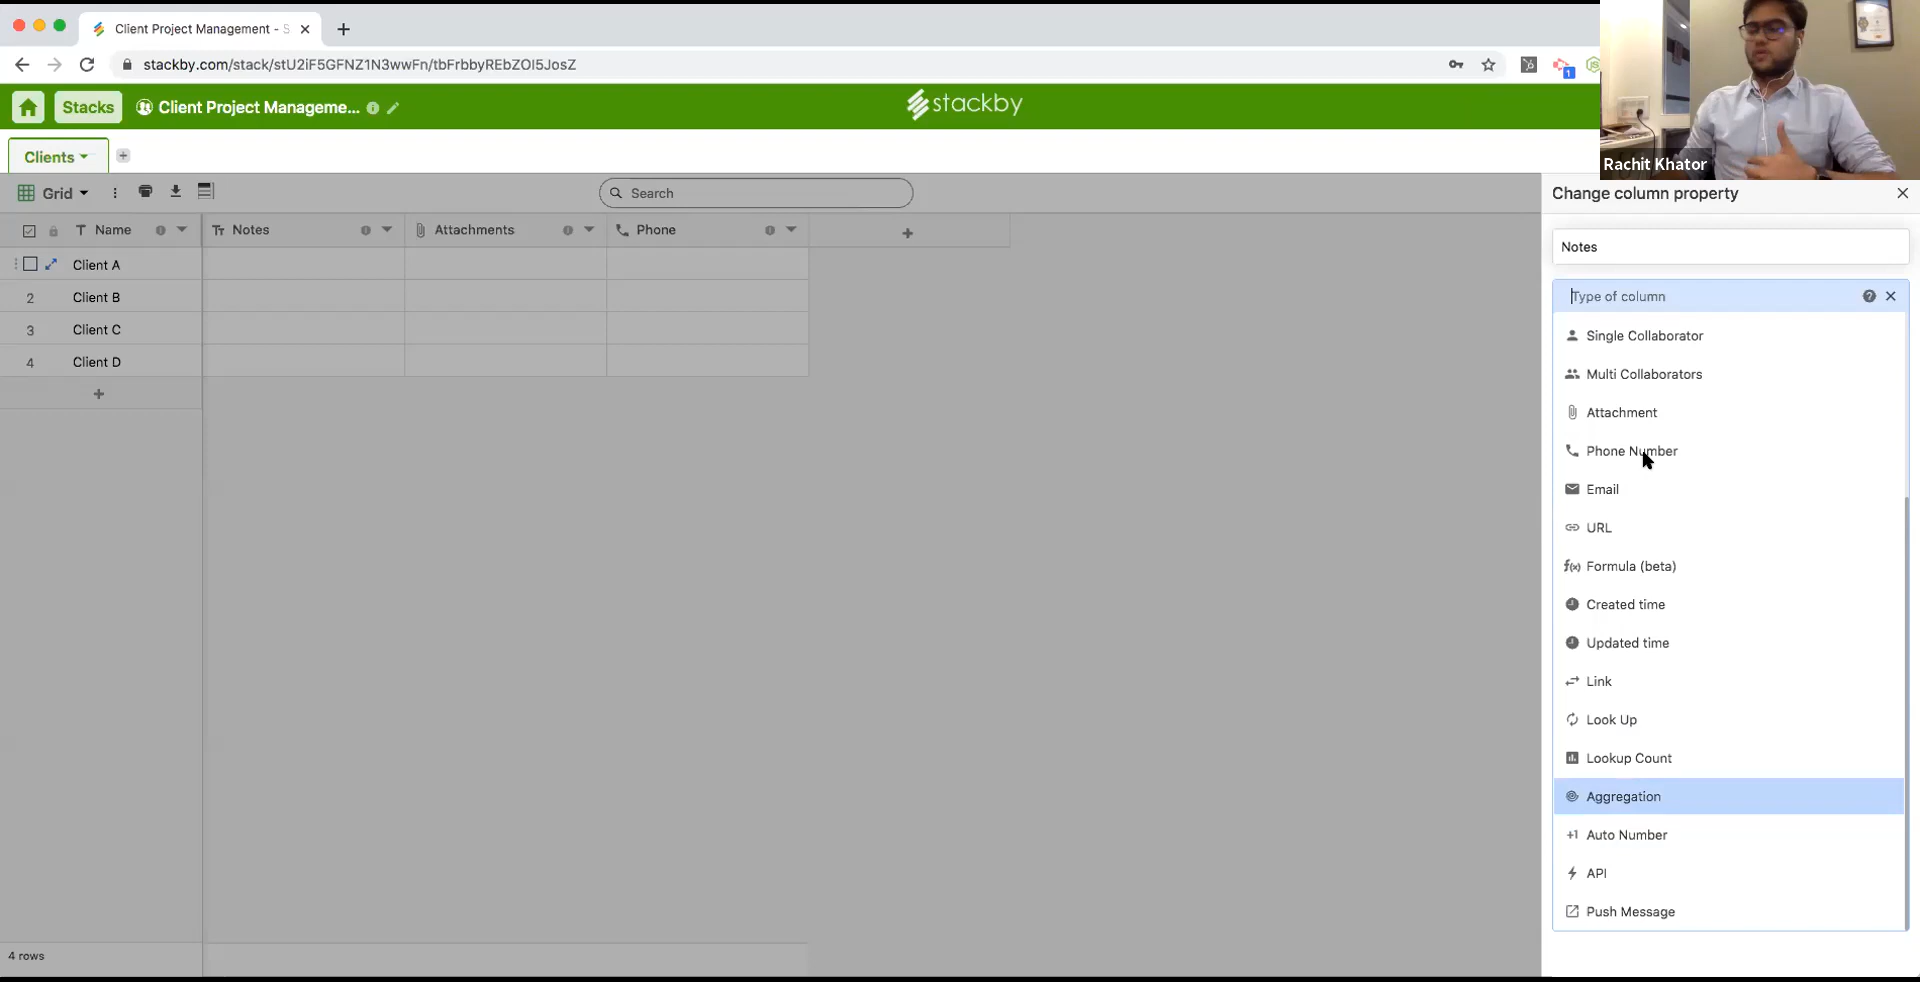 Client Project Management - S
stackby.com/stack/stU2iF5GFNZ1N3wwFn/tbFrbbyREbZOI5JosZ
1
Stacks
Client Project Manageme...
stackby
Rachit Khator
Clients
Grid
Search
Name
Notes
Attachments
Phone
Client A
2 Client B
3 Client C
4 Client D
4 rows
Change column property
Notes
Type of column
Single Collaborator
Multi Collaborators
Attachment
Phone Number
Email
URL
f(x) Formula (beta)
Created time
Updated time
Link
Look Up
Lookup Count
Aggregation
+1 Auto Number
API
Push Message